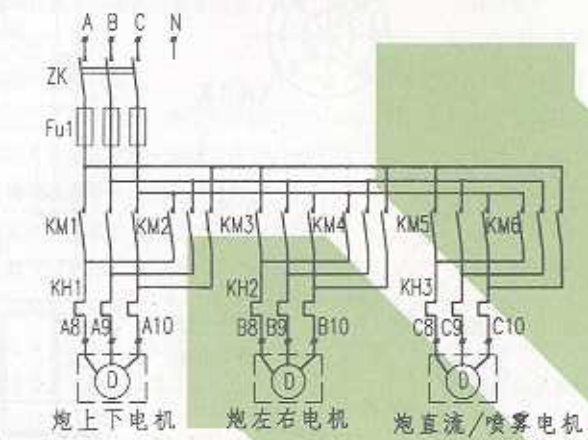 A B C N
ZK
Fu1
KM1 KM2 KM3 KM4 KM5 KM6
KH1 KH2 KH3
A8 A9 A10 B8 B9 B10 C8 C9 C10
D D D
炮上下电机 炮左右电机 炮直流/喷雾电机